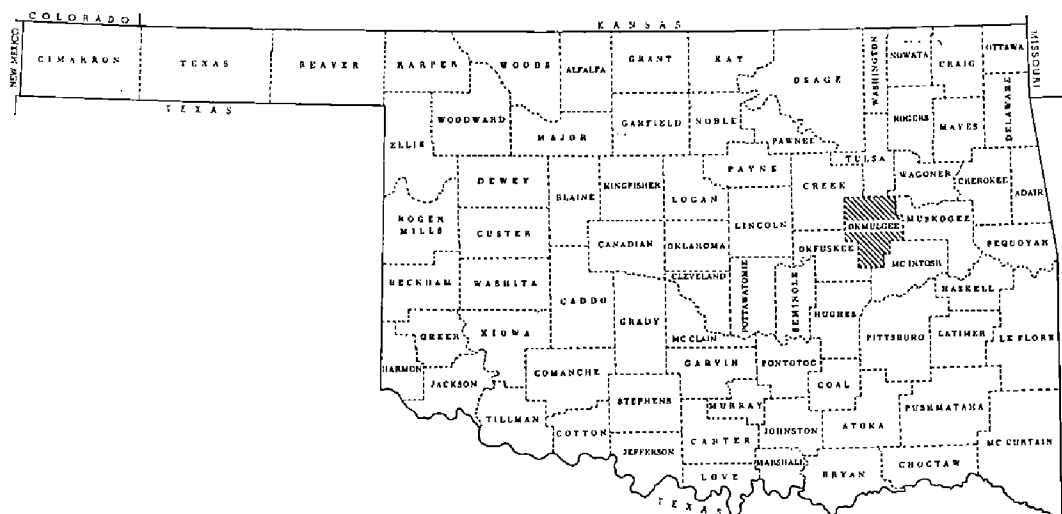 COLORADO
KANSAS
NEW MEXICO
MISSOURI
CIMARRON
TEXAS
BEAVER
HARPER
WOODS
ALFALFA
GRANT
KAY
OSAGE
WASHINGTON
NOWATA
CRAIG
OTTAWA
TEXAS
WOODWARD
MAJOR
GARFIELD
NOBLE
PAWNEE
ROGERS
MAYES
DELAWARE
ELLIS
DEWEY
BLAINE
KINGFISHER
LOGAN
PAYNE
CREEK
TULSA
WAGONER
CHEROKEE
ADAIR
ROGER
MILLS
CUSTER
CANADIAN
OKLAHOMA
LINCOLN
OKFUSKEE
OKMULGEE
MUSKOGEE
SEQUOYAH
MC INTOSH
BECKHAM
WASHITA
CADDO
GRADY
CLEVELAND
POTTAWATOMIE
SEMINOLE
HUGHES
HASKELL
GREER
KIOWA
MC CLAIN
PITTSBURG
LATIMER
LE FLORE
HARMON
JACKSON
COMANCHE
GARVIN
PONTOTOC
COAL
TILLMAN
STEPHENS
MURRAY
JOHNSTON
ATOKA
PUSHMATAHA
COTTON
JEFFERSON
CARTER
MARSHALL
BRYAN
CHOCTAW
MC CURTAIN
LOVE
TEXAS